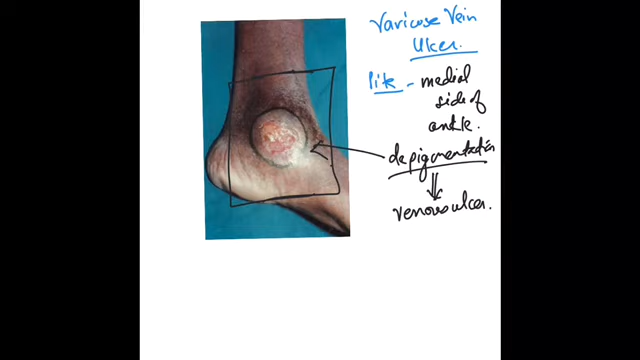 Varicose Vein
Ulcer.
Site - medial
side of
ankle.
depigmentation
venous ulcer.